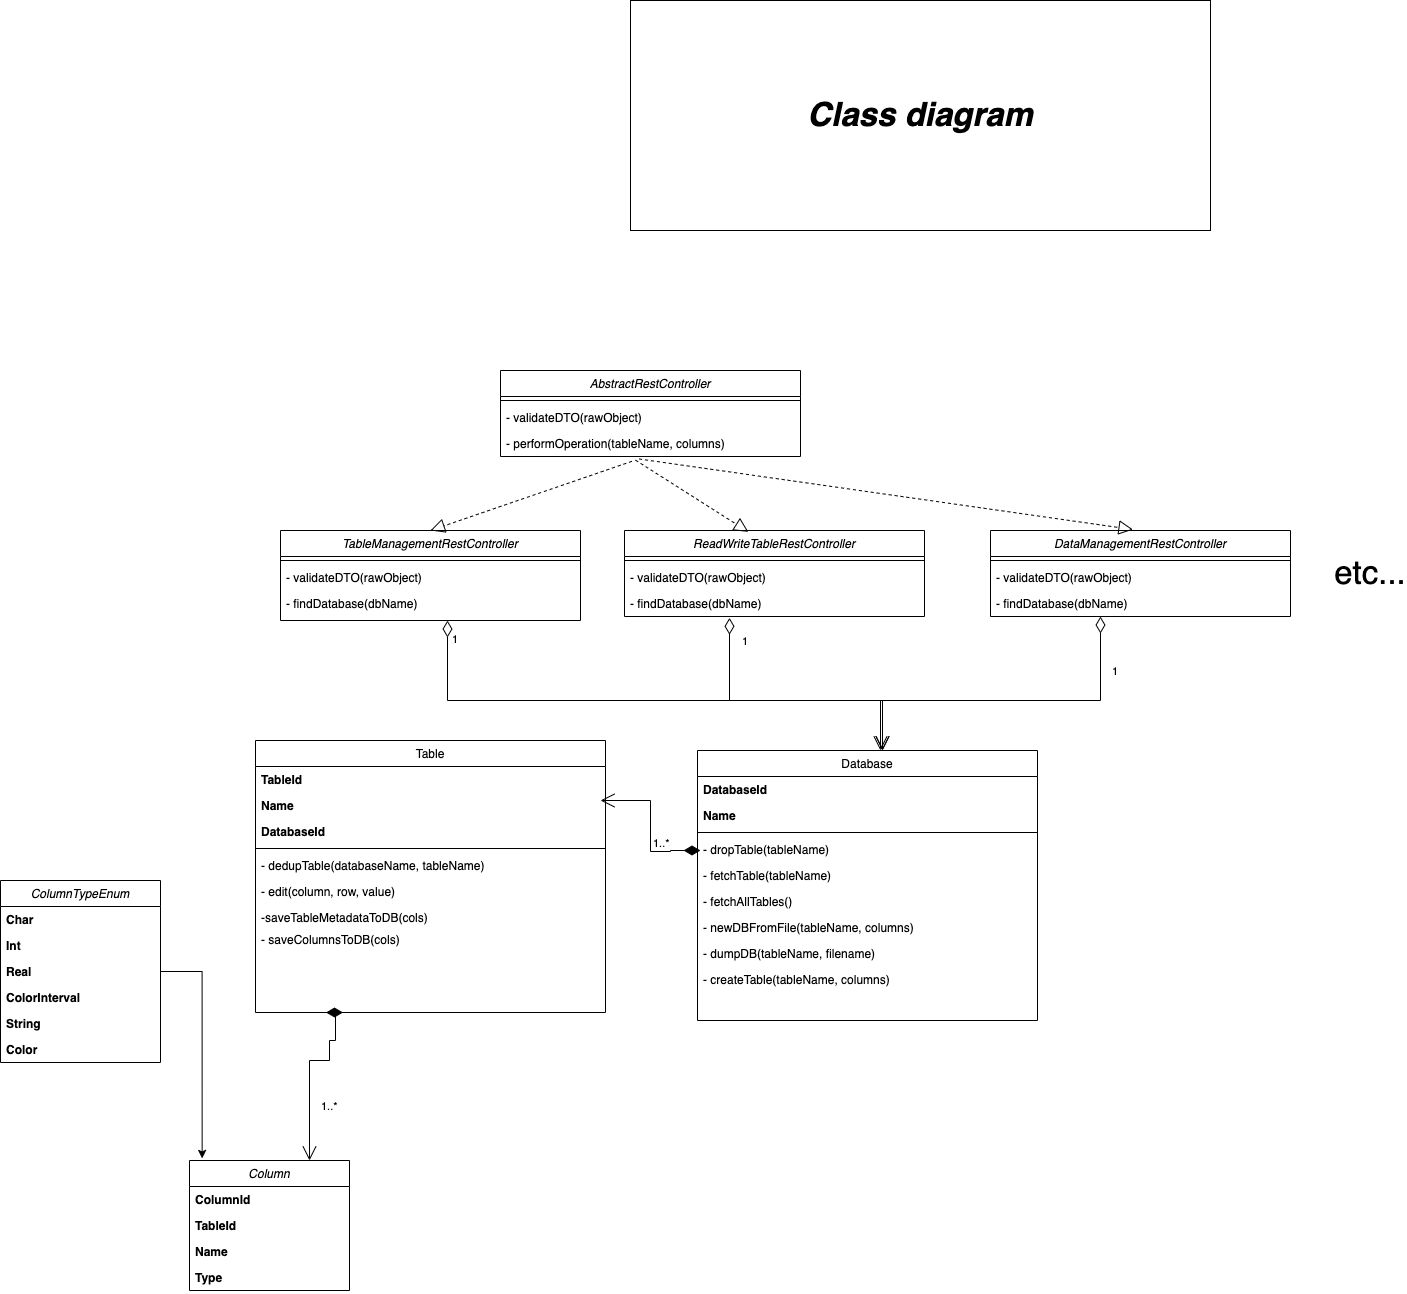 Class diagram
AbstractRestController
- validateDTO(rawObject)
- performOperation(tableName, columns)
TableManagementRestController
- validateDTO(rawObject)
- findDatabase(dbName)
ReadWriteTableRestController
- validateDTO(rawObject)
- findDatabase(dbName)
DataManagementRestController
- validateDTO(rawObject)
- findDatabase(dbName)
etc...
1
1
1
Table
TableId
Name
DatabaseId
- dedupTable(databaseName, tableName)
- edit(column, row, value)
-saveTableMetadataToDB(cols)
- saveColumnsToDB(cols)
1..*
Database
DatabaseId
Name
- dropTable(tableName)
- fetchTable(tableName)
- fetchAllTables()
- newDBFromFile(tableName, columns)
- dumpDB(tableName, filename)
- createTable(tableName, columns)
ColumnTypeEnum
Char
Int
Real
ColorInterval
String
Color
1..*
Column
ColumnId
TableId
Name
Type